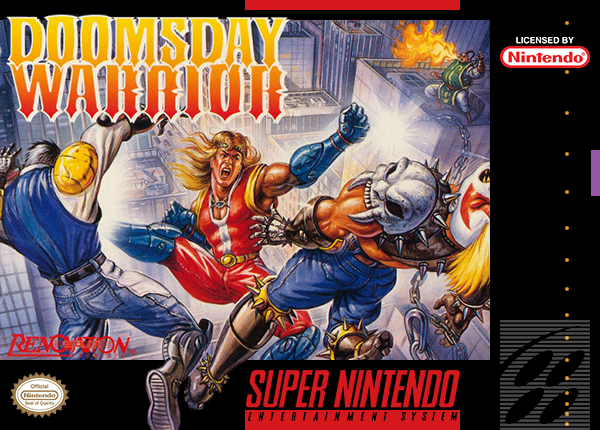 DOOMSDAY
WARRIOR
LICENSED BY
Nintendo
RENOVATION
Official
Nintendo
Seal of Quality
SUPER NINTENDO
ENTERTAINMENT SYSTEM